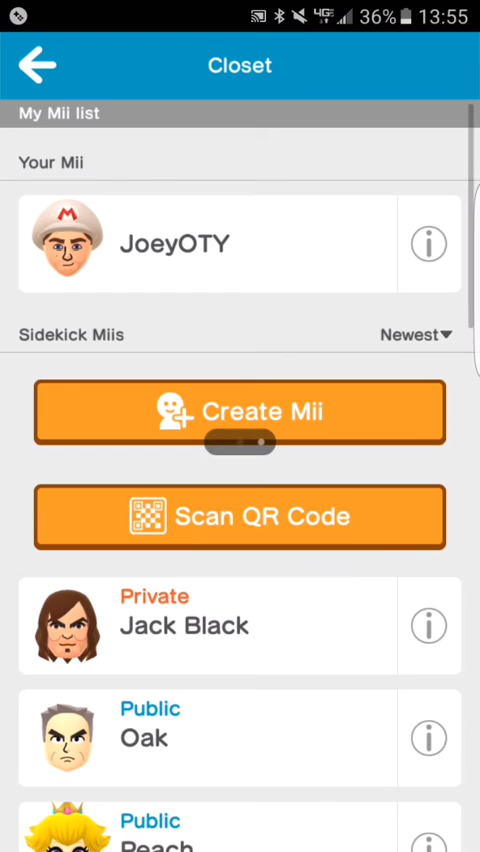 4G 36% 13:55
Closet
My Mii list
Your Mii
M
JoeyOTY
Sidekick Miis Newest
Create Mii
Scan QR Code
Private
Jack Black
Public
Oak
Public
Peach